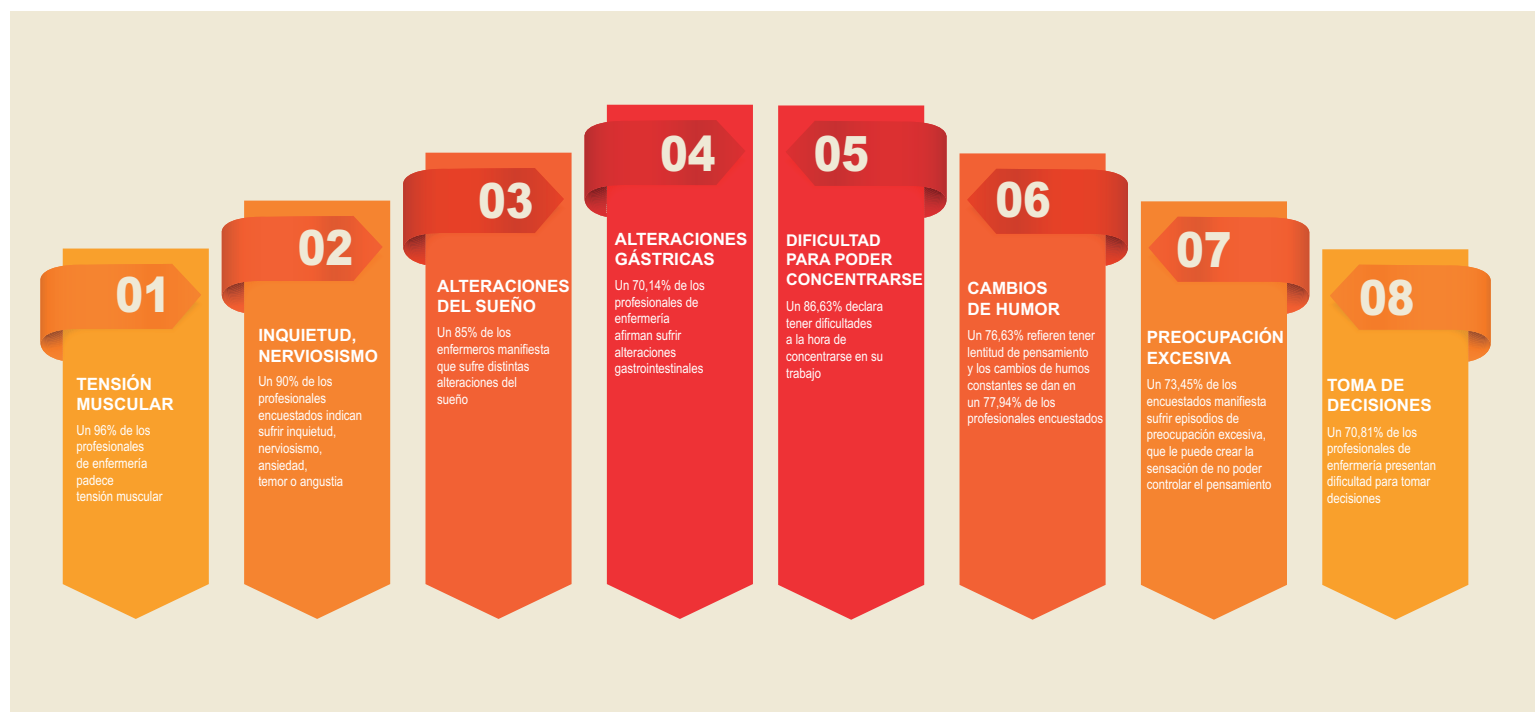 01
TENSIÓN
MUSCULAR
Un 96% de los
profesionales
de enfermería
padece
tensión muscular
02
INQUIETUD,
NERVIOSISMO
Un 90% de los
profesionales
encuestados indican
sufrir inquietud,
nerviosismo,
ansiedad,
temor o angustia
03
ALTERACIONES
DEL SUEÑO
Un 85% de los
enfermeros manifiesta
que sufre distintas
alteraciones del
sueño
04
ALTERACIONES
GÁSTRICAS
Un 70,14% de los
profesionales de
enfermería
afirman sufrir
alteraciones
gastrointestinales
05
DIFICULTAD
PARA PODER
CONCENTRARSE
Un 86,63% declara
tener dificultades
a la hora de
concentrarse en su
trabajo
06
CAMBIOS
DE HUMOR
Un 76,63% refieren tener
lentitud de pensamiento
y los cambios de humos
constantes se dan en
un 77,94% de los
profesionales encuestados
07
PREOCUPACIÓN
EXCESIVA
Un 73,45% de los
encuestados manifiesta
sufrir episodios de
preocupación excesiva,
que le puede crear la
sensación de no poder
controlar el pensamiento
08
TOMA DE
DECISIONES
Un 70,81% de los
profesionales de
enfermería presentan
dificultad para tomar
decisiones